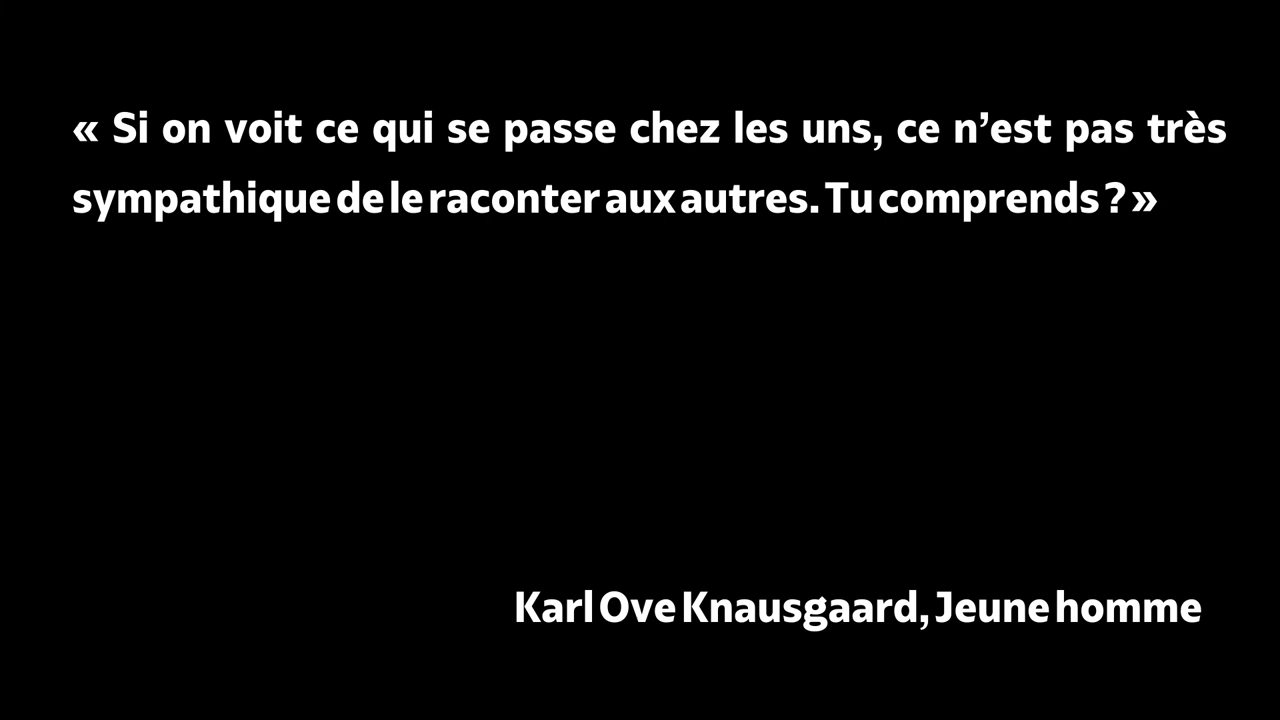 « Si on voit ce qui se passe chez les uns, ce n’est pas très
sympathique de le raconter aux autres. Tu comprends ? »
Karl Ove Knausgaard, Jeune homme